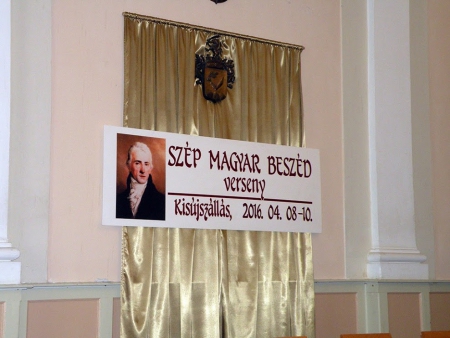 SZÉP MAGYAR BESZÉD
verseny
Kisújszállás, 2016. 04. 08-10.